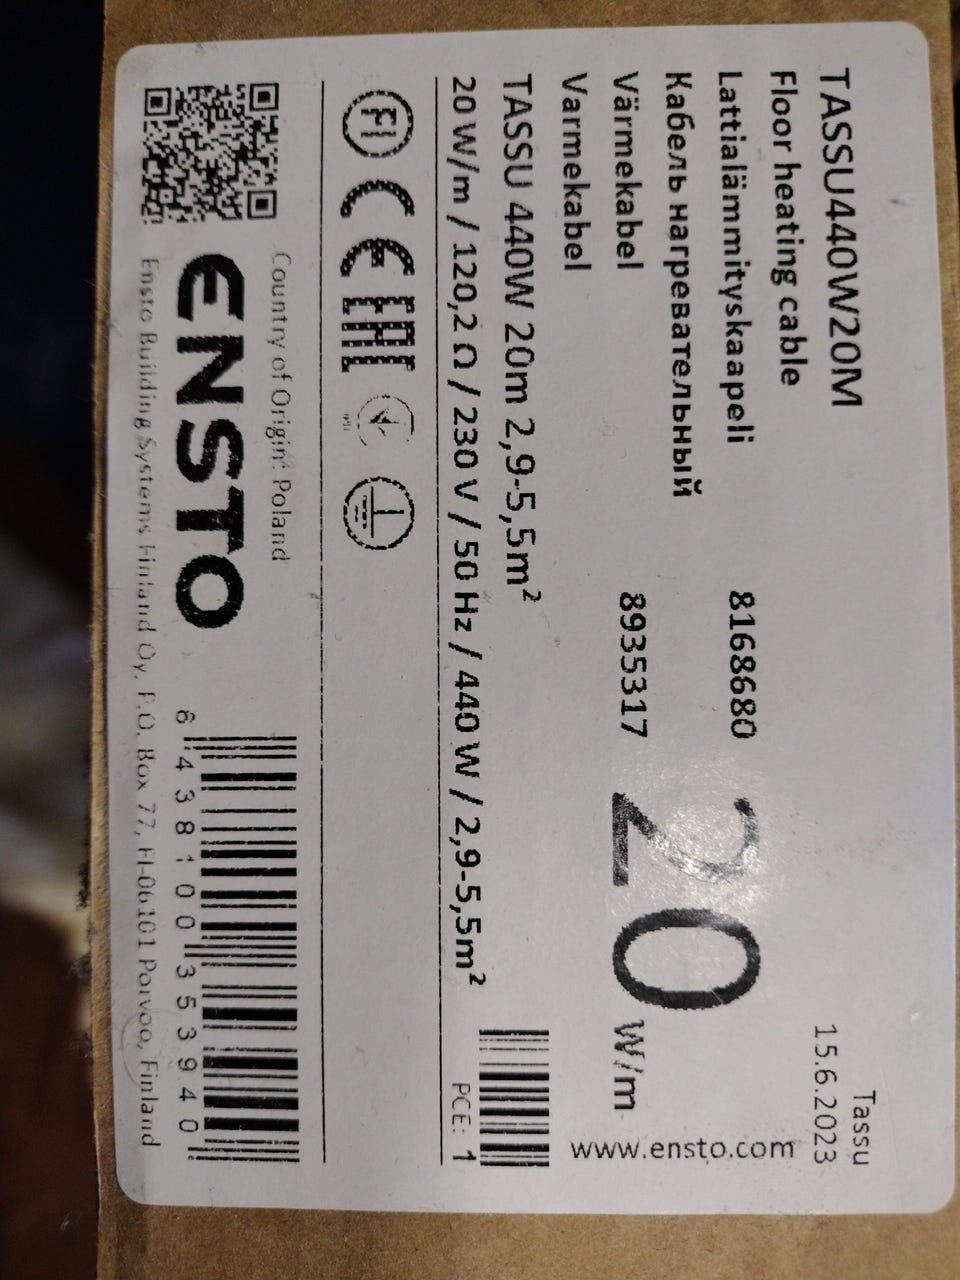 TASSU440W20M
Tassu
Floor heating cable
15.6.2023
Lattialämmityskaapeli
8168680
Кабель нагревательный
Värmekabel
8935317
20 W/m
Varmekabel
www.ensto.com
TASSU 440W 20m 2,9-5,5m²
20 W/m / 120,2 Ω / 230 V / 50 Hz / 440 W / 2,9-5,5m²
PCE: 1
FI CE EAC
Country of Origin: Poland
ENSTO
6 438100 353940
Ensto Building Systems Finland Oy, P.O. Box 77, FI-06101 Porvoo, Finland